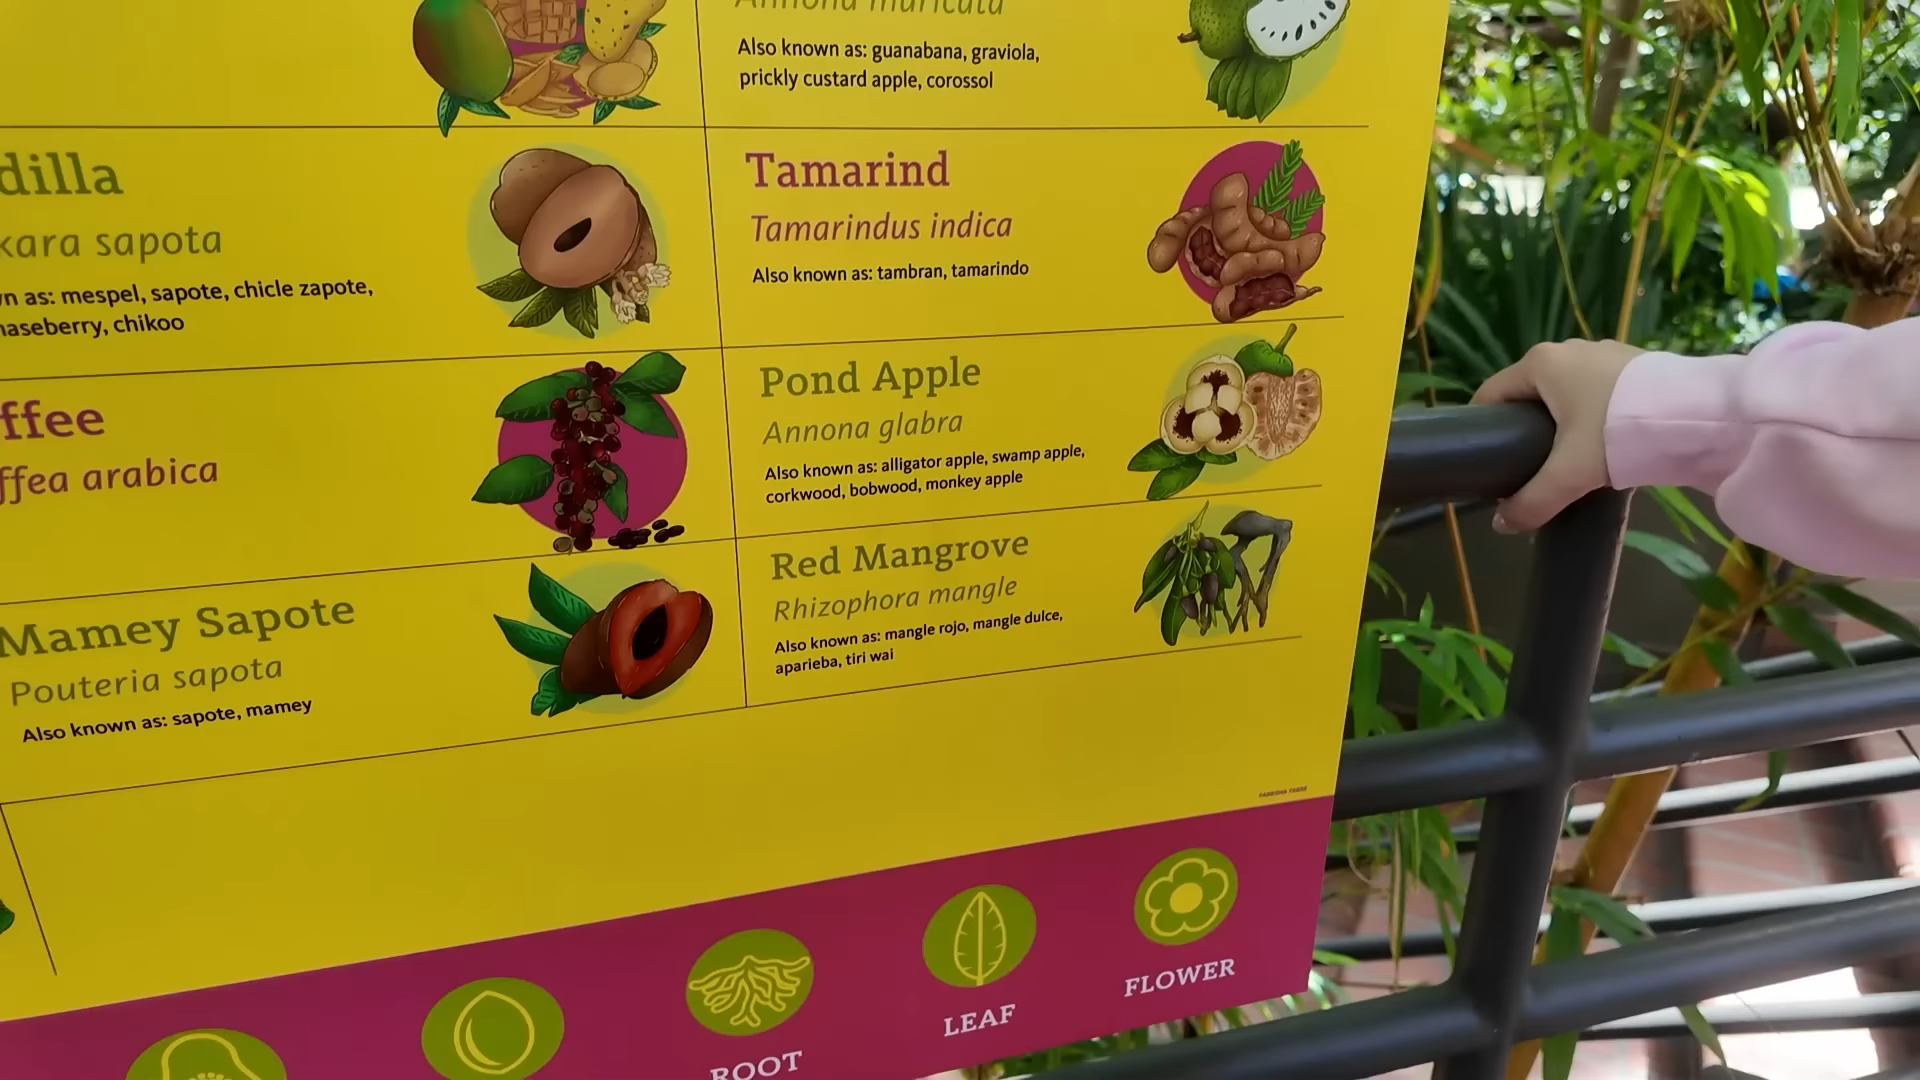 Annona muricata
Also known as: guanabana, graviola,
prickly custard apple, corossol
dilla
kara sapota
n as: mespel, sapote, chicle zapote,
naseberry, chikoo
Tamarind
Tamarindus indica
Also known as: tambran, tamarindo
ffee
ffea arabica
Pond Apple
Annona glabra
Also known as: alligator apple, swamp apple,
corkwood, bobwood, monkey apple
Mamey Sapote
Pouteria sapota
Also known as: sapote, mamey
Red Mangrove
Rhizophora mangle
Also known as: mangle rojo, mangle dulce,
aparieba, tiri wai
ROOT
LEAF
FLOWER